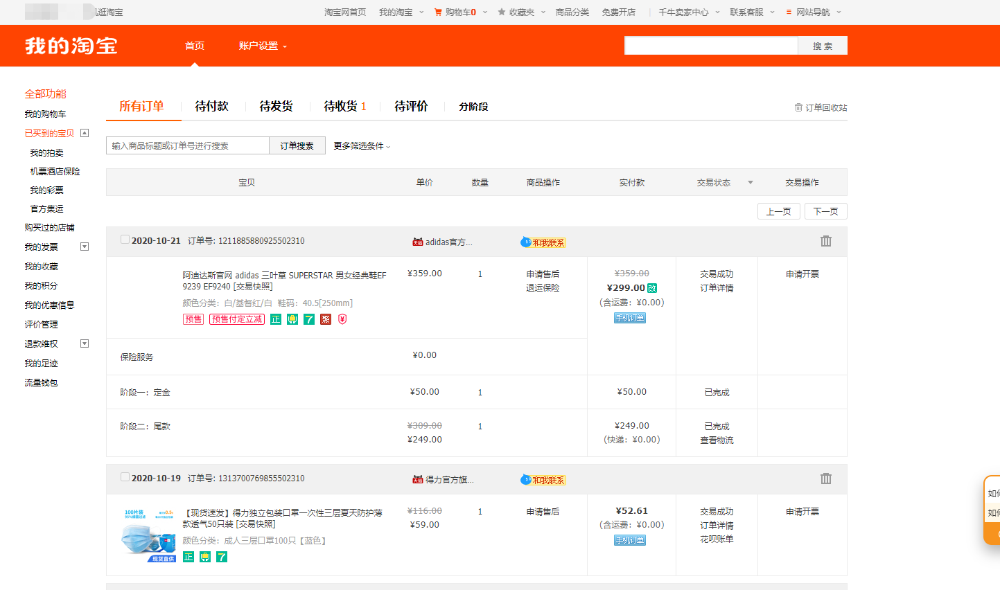 逛淘宝
淘宝网首页 我的淘宝 购物车0 收藏夹 商品分类 免费开店 千牛卖家中心 联系客服 网站导航
我的淘宝 首页 账户设置 搜 索
全部功能
我的购物车
已买到的宝贝
我的拍卖
机票酒店保险
我的彩票
官方集运
购买过的店铺
我的发票
我的收藏
我的积分
我的优惠信息
评价管理
退款维权
我的足迹
流量钱包
所有订单 待付款 待发货 待收货 1 待评价 分阶段 订单回收站
输入商品标题或订单号进行搜索 订单搜索 更多筛选条件
宝贝 单价 数量 商品操作 实付款 交易状态 交易操作
上一页 下一页
2020-10-21 订单号: 1211885880925502310 天猫 adidas官方... 和我联系
阿迪达斯官网 adidas 三叶草 SUPERSTAR 男女经典鞋EF
9239 EF9240 [交易快照]
颜色分类：白/基督红/白 鞋码：40.5[250mm]
预售 预售付定立减 正 7 聚
¥359.00 1 申请售后
退运保险
¥359.00
¥299.00 改
(含运费：¥0.00)
手机订单
交易成功
订单详情
申请开票
保险服务 ¥0.00
阶段一：定金 ¥50.00 1 ¥50.00 已完成
阶段二：尾款 ¥309.00 1 ¥249.00 已完成
¥249.00 (快递：¥0.00) 查看物流
2020-10-19 订单号: 1313700769855502310 天猫 得力官方旗... 和我联系
100片装
现货直供
【现货速发】得力独立包装口罩一次性三层夏天防护薄
款透气50只装 [交易快照]
颜色分类：成人三层口罩100只【蓝色】
正 7
¥116.00
¥59.00
1 申请售后
¥52.61
(含运费：¥0.00)
手机订单
交易成功
订单详情
花呗账单
申请开票
如何
如何